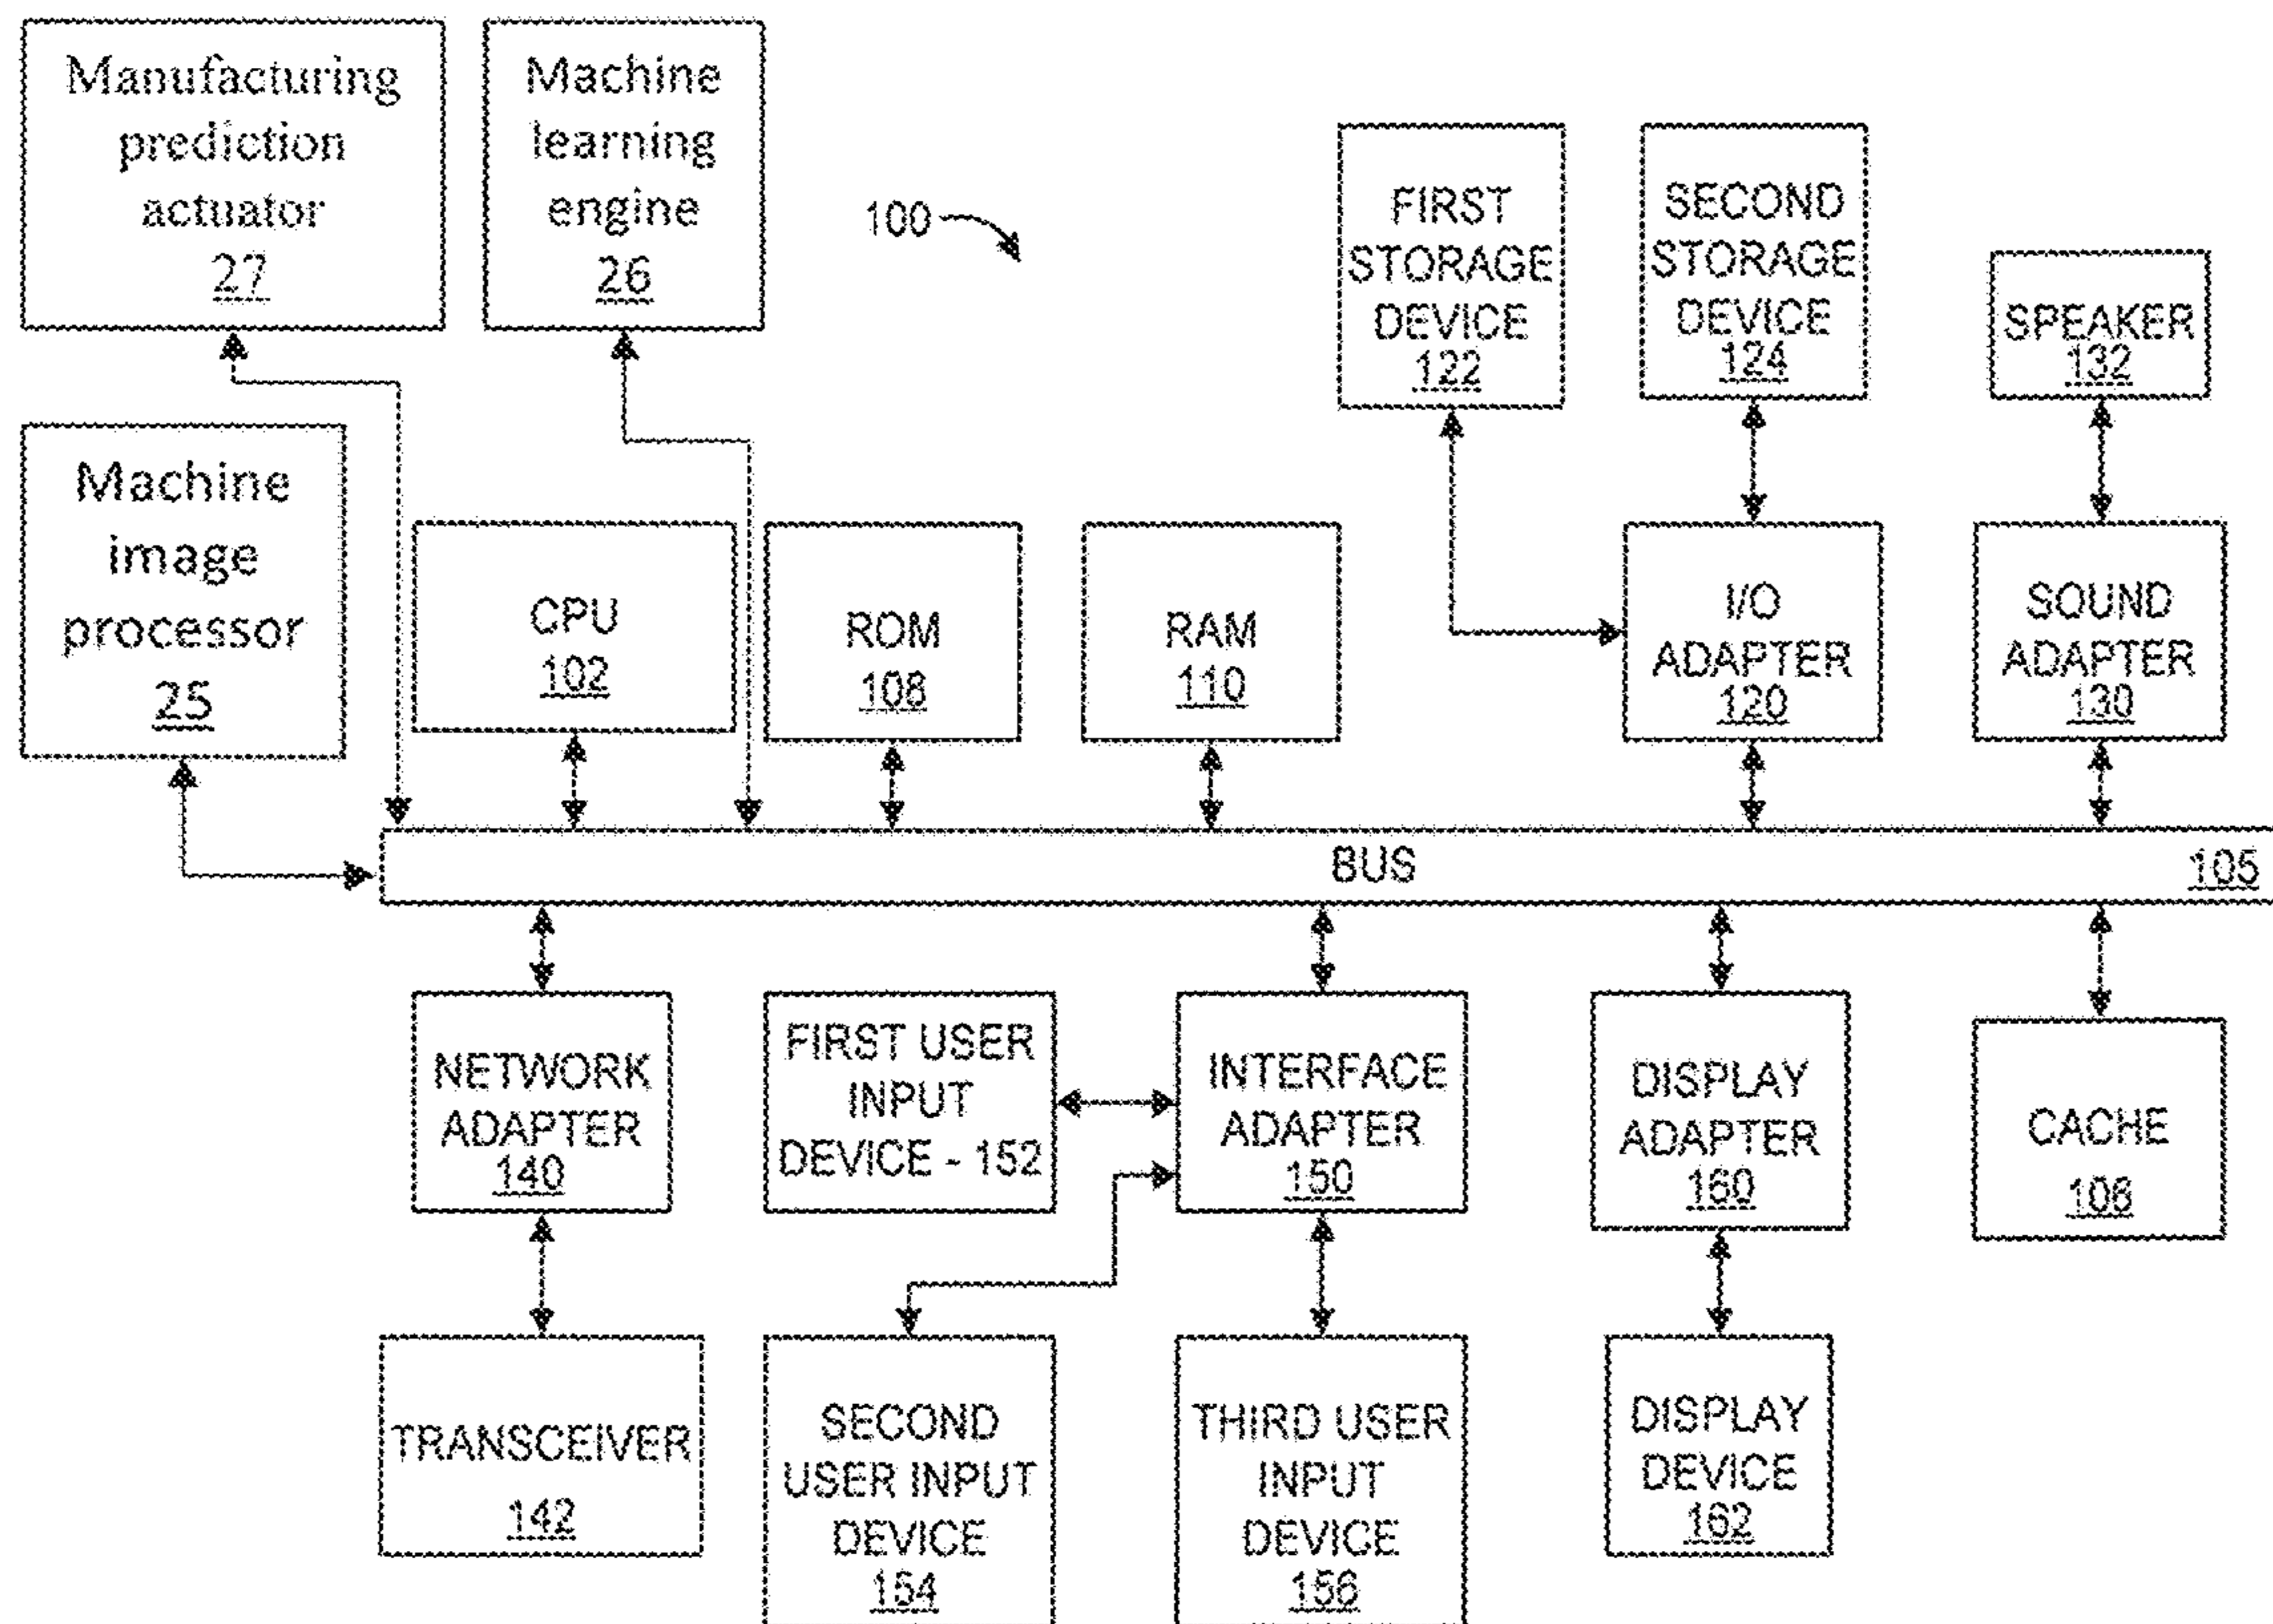 Manufacturing
prediction
actuator
27
Machine
learning
engine
26
100
FIRST
STORAGE
DEVICE
122
SECOND
STORAGE
DEVICE
124
SPEAKER
132
Machine
image
processor
25
CPU
102
ROM
108
RAM
110
I/O
ADAPTER
120
SOUND
ADAPTER
130
BUS
105
NETWORK
ADAPTER
140
FIRST USER
INPUT
DEVICE - 152
INTERFACE
ADAPTER
150
DISPLAY
ADAPTER
160
CACHE
106
TRANSCEIVER
142
SECOND
USER INPUT
DEVICE
154
THIRD USER
INPUT
DEVICE
156
DISPLAY
DEVICE
162